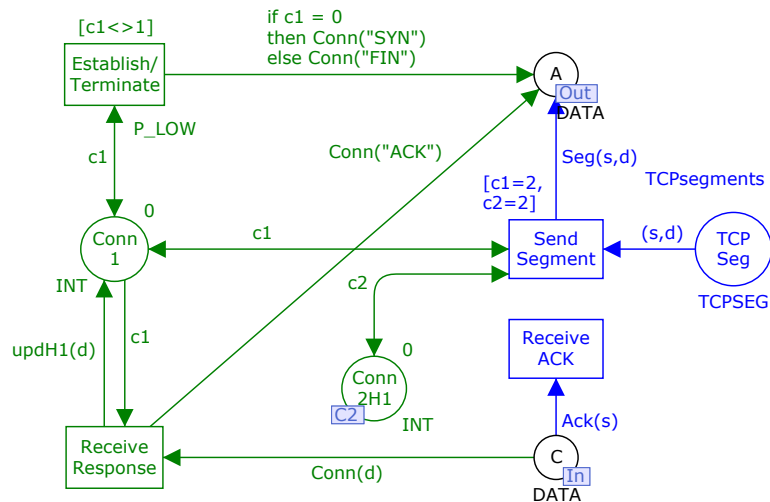 [c1<>1]
if c1 = 0
then Conn("SYN")
else Conn("FIN")
Establish/
Terminate
A
Out
DATA
P_LOW
c1
Conn("ACK")
Seg(s,d)
TCPsegments
[c1=2,
c2=2]
0
Conn
1
INT
c1
Send
Segment
(s,d)
TCP
Seg
TCPSEG
c2
c1
updH1(d)
0
Conn
2H1
C2
INT
Receive
ACK
Ack(s)
Receive
Response
Conn(d)
C
In
DATA